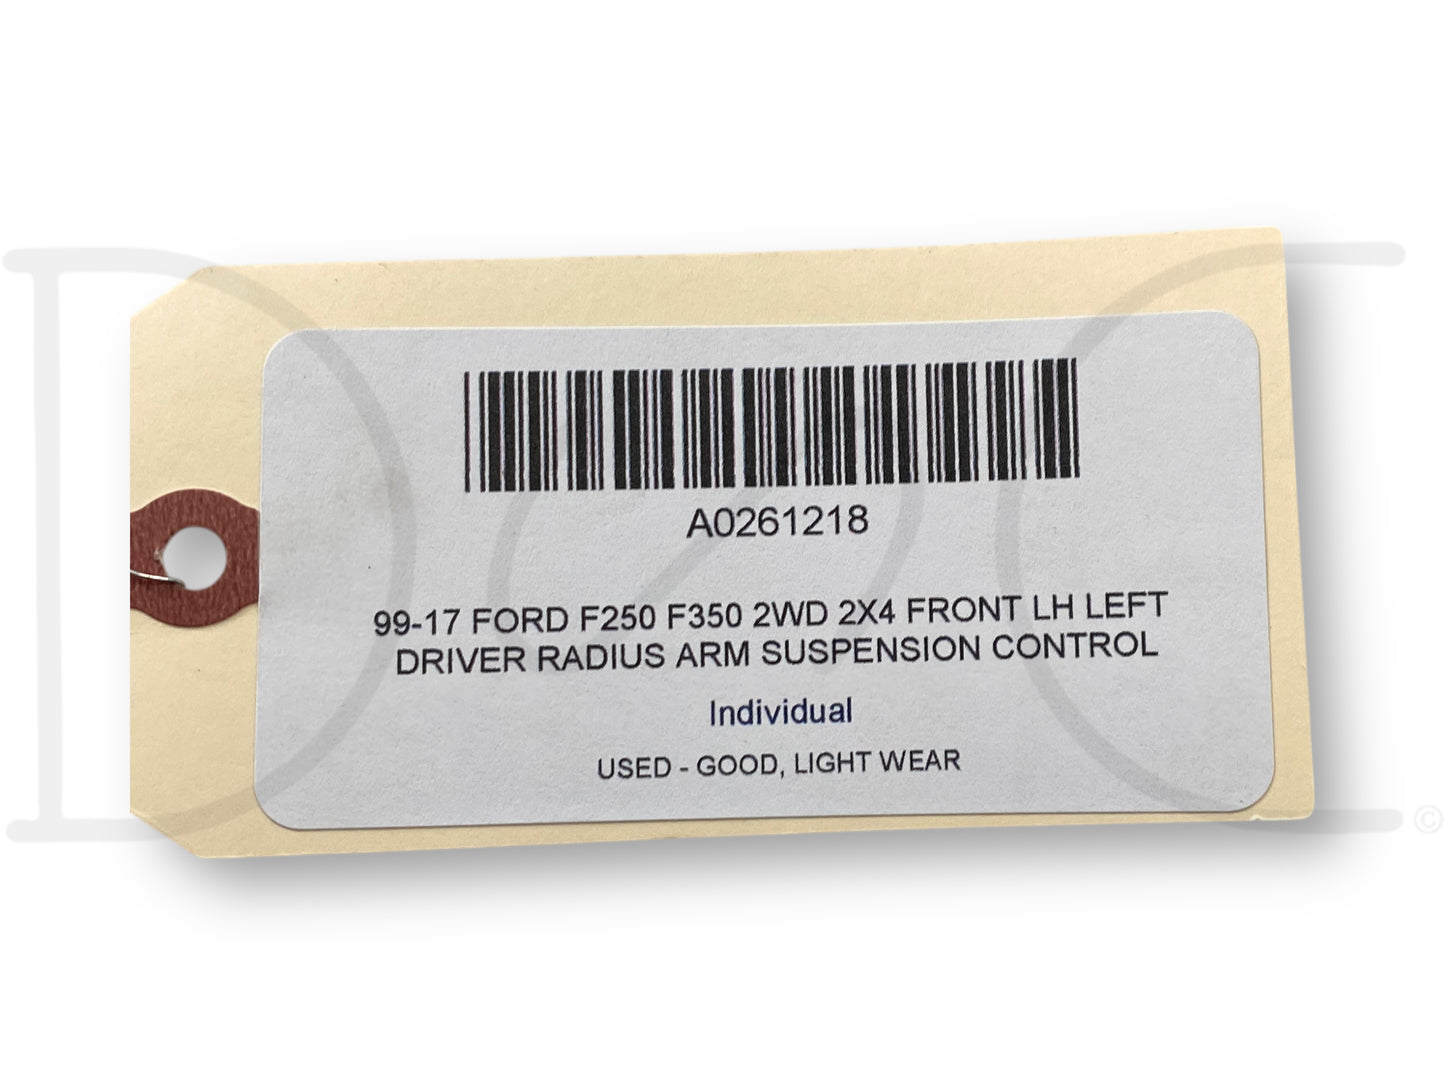 A0261218
99-17 FORD F250 F350 2WD 2X4 FRONT LH LEFT
DRIVER RADIUS ARM SUSPENSION CONTROL
Individual
USED - GOOD, LIGHT WEAR
©